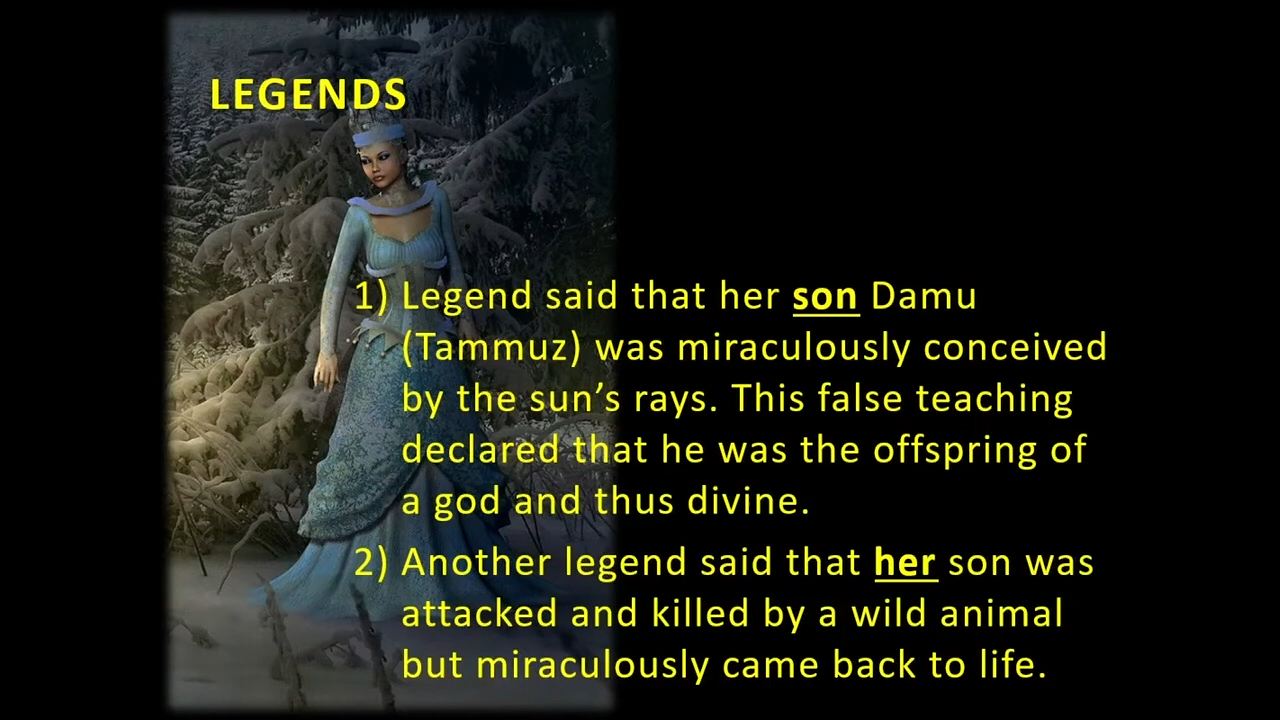 LEGENDS
1) Legend said that her son Damu
(Tammuz) was miraculously conceived
by the sun’s rays. This false teaching
declared that he was the offspring of
a god and thus divine.
2) Another legend said that her son was
attacked and killed by a wild animal
but miraculously came back to life.